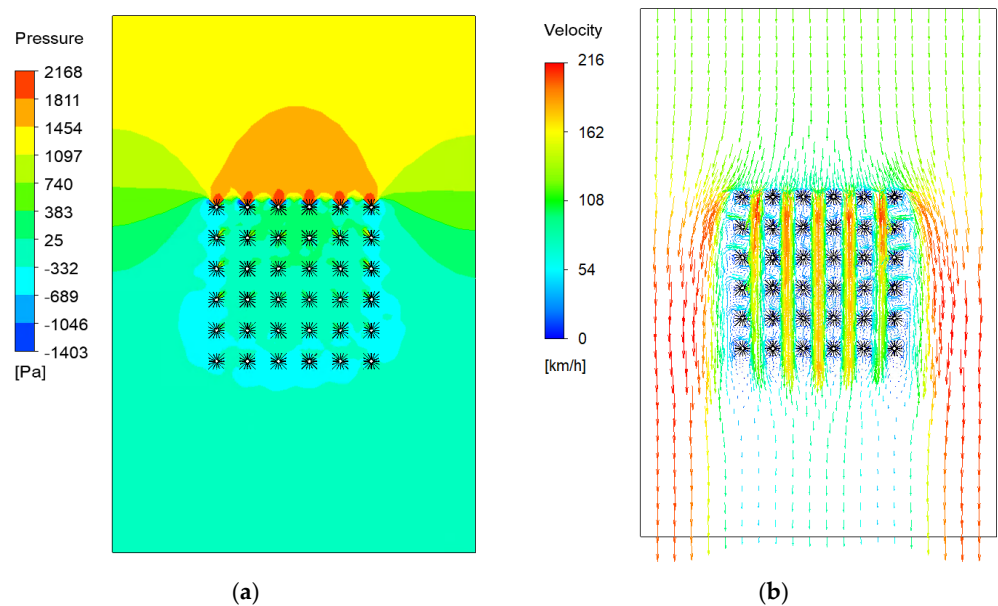 Pressure
2168
1811
1454
1097
740
383
25
-332
-689
-1046
-1403
[Pa]
Velocity
216
162
108
54
0
[km/h]
(a)
(b)